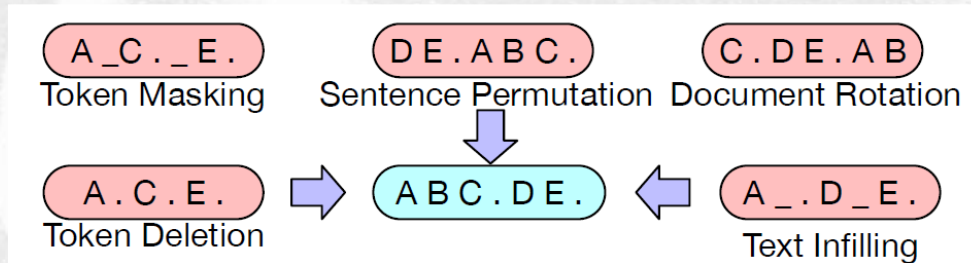 A _ C . _ E .
D E . A B C .
C . D E . A B
Token Masking
Sentence Permutation
Document Rotation
A . C . E .
A B C . D E .
A _ . D _ E .
Token Deletion
Text Infilling